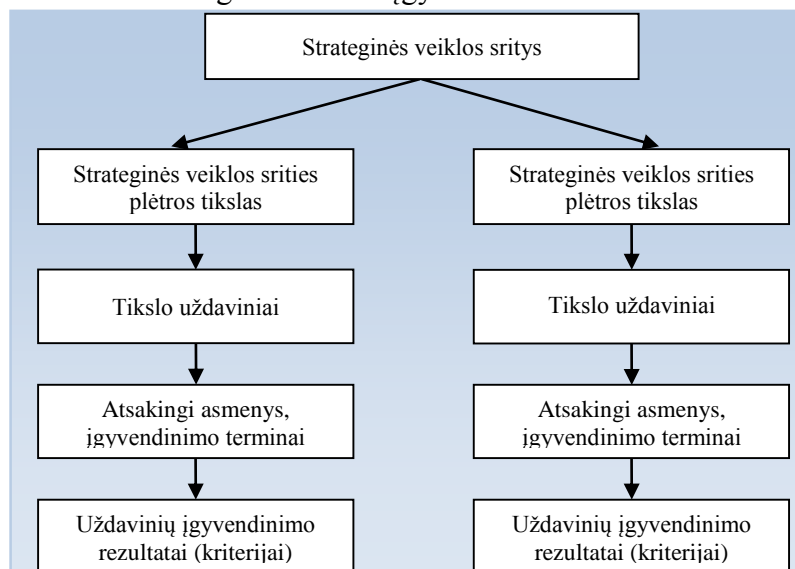 Strateginės veiklos sritys
Strateginės veiklos srities
plėtros tikslas
Strateginės veiklos srities
plėtros tikslas
Tikslo uždaviniai
Tikslo uždaviniai
Atsakingi asmenys,
įgyvendinimo terminai
Atsakingi asmenys,
įgyvendinimo terminai
Uždavinių įgyvendinimo
rezultatai (kriterijai)
Uždavinių įgyvendinimo
rezultatai (kriterijai)